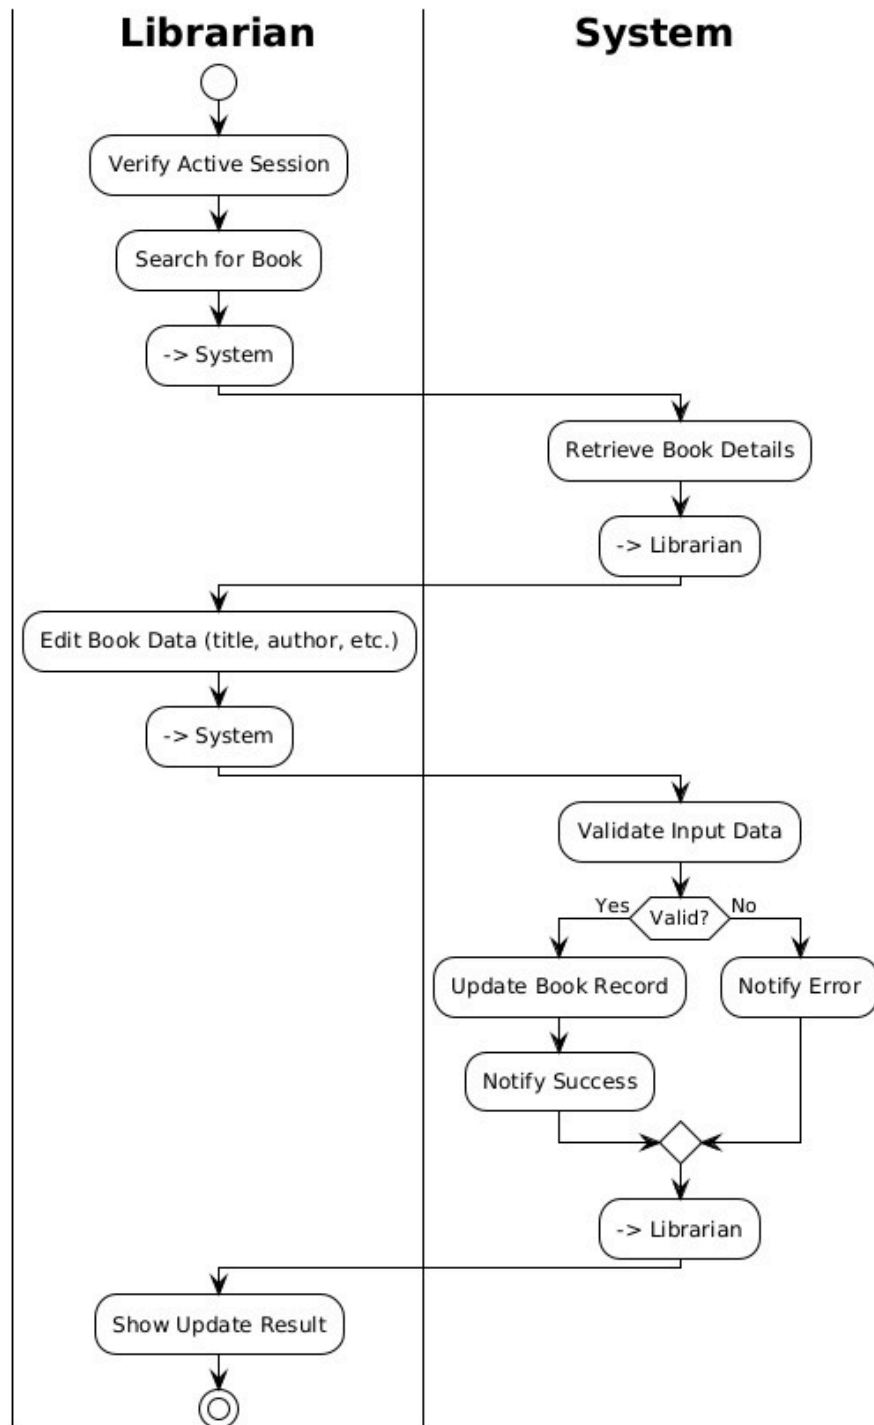 Librarian
System
Verify Active Session
Search for Book
-> System
Retrieve Book Details
-> Librarian
Edit Book Data (title, author, etc.)
-> System
Validate Input Data
Valid?
Yes
No
Update Book Record
Notify Error
Notify Success
-> Librarian
Show Update Result